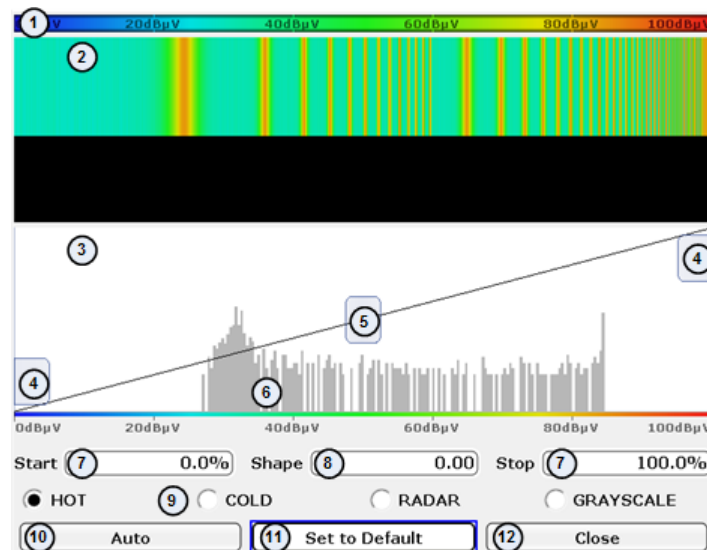 1 V 20dBµV 40dBµV 60dBµV 80dBµV 100dBµV
2
3
4
5
4
6
0dBµV 20dBµV 40dBµV 60dBµV 80dBµV 100dBµV
Start 7 0.0% Shape 8 0.00 Stop 7 100.0%
HOT 9 COLD RADAR GRAYSCALE
10 Auto 11 Set to Default 12 Close